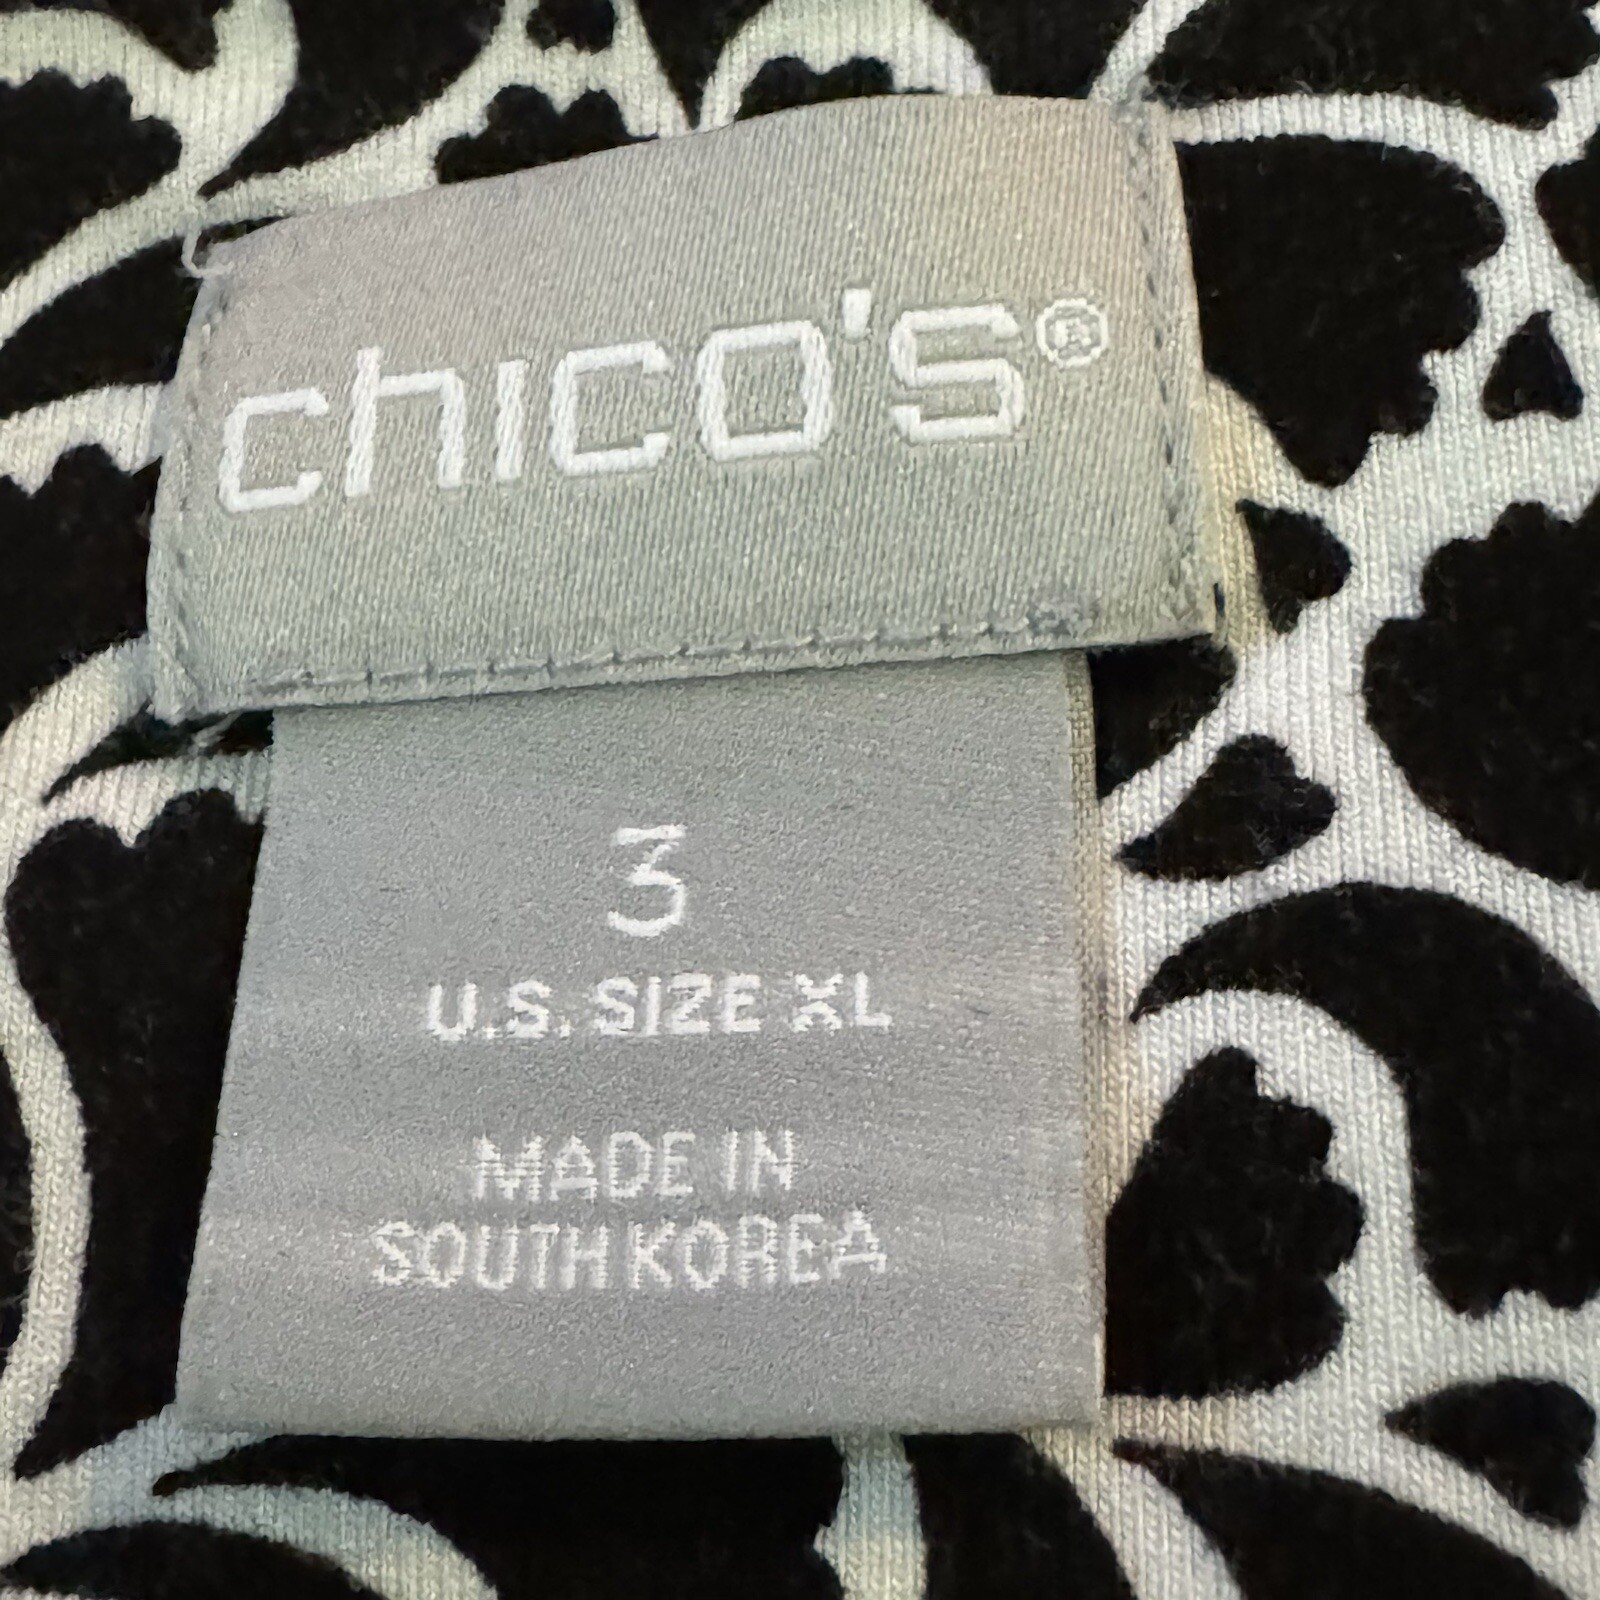 chico's®
3
U.S. SIZE XL
MADE IN
SOUTH KOREA